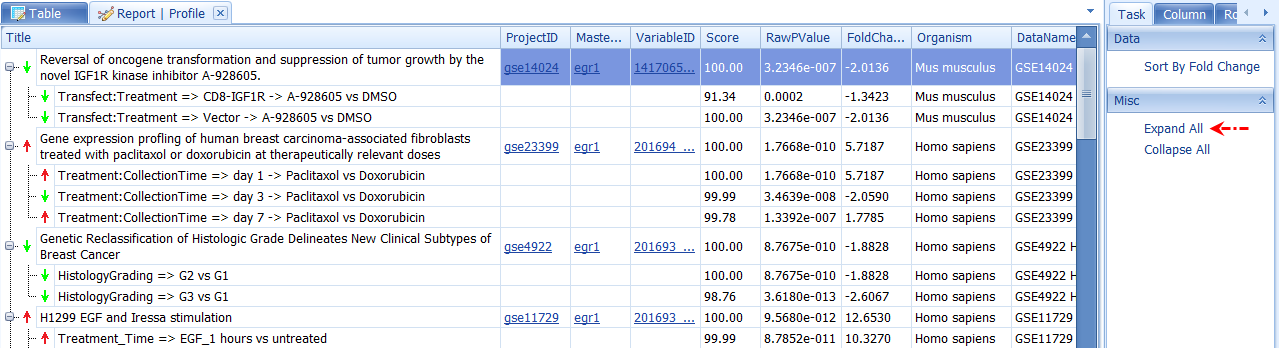 Table Report | Profile
Task Column Ro
Title ProjectID Maste... VariableID Score RawPValue FoldCha... Organism DataName
Reversal of oncogene transformation and suppression of tumor growth by the
novel IGF1R kinase inhibitor A-928605. gse14024 egr1 1417065... 100.00 3.2346e-007 -2.0136 Mus musculus GSE14024
Transfect:Treatment => CD8-IGF1R -> A-928605 vs DMSO 91.34 0.0002 -1.3423 Mus musculus GSE14024
Transfect:Treatment => Vector -> A-928605 vs DMSO 100.00 3.2346e-007 -2.0136 Mus musculus GSE14024
Gene expression profling of human breast carcinoma-associated fibroblasts
treated with paclitaxol or doxorubicin at therapeutically relevant doses gse23399 egr1 201694 ... 100.00 1.7668e-010 5.7187 Homo sapiens GSE23399
Treatment:CollectionTime => day 1 -> Paclitaxol vs Doxorubicin 100.00 1.7668e-010 5.7187 Homo sapiens GSE23399
Treatment:CollectionTime => day 3 -> Paclitaxol vs Doxorubicin 99.99 3.4639e-008 -2.0590 Homo sapiens GSE23399
Treatment:CollectionTime => day 7 -> Paclitaxol vs Doxorubicin 99.78 1.3392e-007 1.7785 Homo sapiens GSE23399
Genetic Reclassification of Histologic Grade Delineates New Clinical Subtypes of
Breast Cancer gse4922 egr1 201693 ... 100.00 8.7675e-010 -1.8828 Homo sapiens GSE4922 H
HistologyGrading => G2 vs G1 100.00 8.7675e-010 -1.8828 Homo sapiens GSE4922 H
HistologyGrading => G3 vs G1 98.76 3.6180e-013 -2.6067 Homo sapiens GSE4922 H
H1299 EGF and Iressa stimulation gse11729 egr1 201693 ... 100.00 9.5680e-012 12.6530 Homo sapiens GSE11729
Treatment_Time => EGF_1 hours vs untreated 99.99 8.7852e-011 10.3270 Homo sapiens GSE11729
Data
Sort By Fold Change
Misc
Expand All
Collapse All